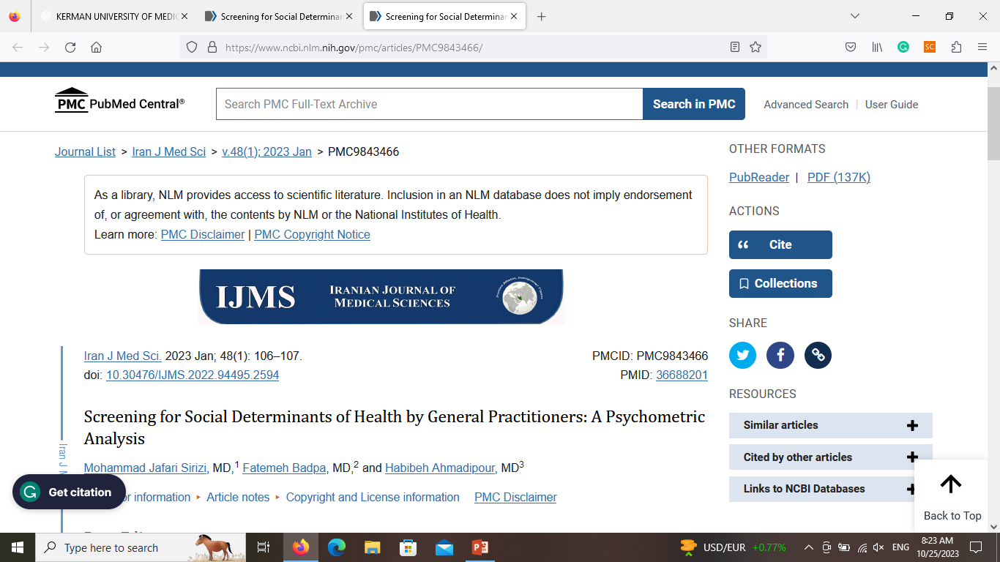 KERMAN UNIVERSITY OF MEDIC
Screening for Social Determinan
Screening for Social Determinan
https://www.ncbi.nlm.nih.gov/pmc/articles/PMC9843466/
PMC PubMed Central®
Search PMC Full-Text Archive
Search in PMC
Advanced Search | User Guide
Journal List > Iran J Med Sci > v.48(1); 2023 Jan > PMC9843466
As a library, NLM provides access to scientific literature. Inclusion in an NLM database does not imply endorsement
of, or agreement with, the contents by NLM or the National Institutes of Health.
Learn more: PMC Disclaimer | PMC Copyright Notice
IJMS
IRANIAN JOURNAL OF
MEDICAL SCIENCES
Iran J Med Sci. 2023 Jan; 48(1): 106–107.
doi: 10.30476/IJMS.2022.94495.2594
PMCID: PMC9843466
PMID: 36688201
Screening for Social Determinants of Health by General Practitioners: A Psychometric
Analysis
Mohammad Jafari Sirizi, MD,1 Fatemeh Badpa, MD,2 and Habibeh Ahmadipour, MD3
r information ▸ Article notes ▸ Copyright and License information PMC Disclaimer
Iran J M
Get citation
OTHER FORMATS
PubReader | PDF (137K)
ACTIONS
Cite
Collections
SHARE
RESOURCES
Similar articles
Cited by other articles
Links to NCBI Databases
Back to Top
Type here to search
USD/EUR +0.77%
ENG
8:23 AM
10/25/2023